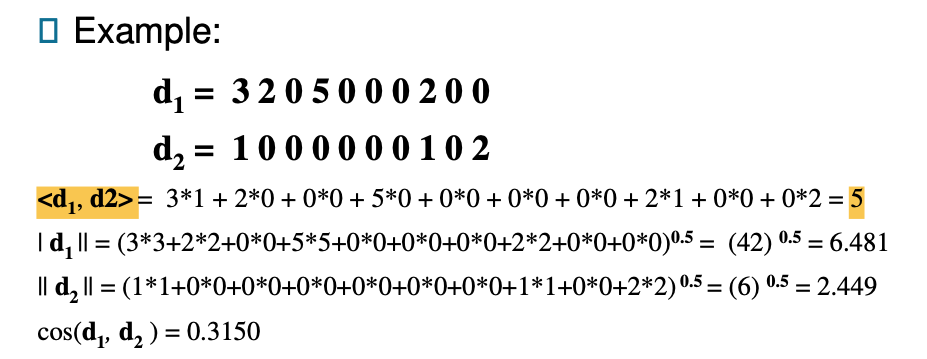 Example:
d₁ = 3 2 0 5 0 0 0 2 0 0
d₂ = 1 0 0 0 0 0 0 1 0 2
<d₁, d2> = 3*1 + 2*0 + 0*0 + 5*0 + 0*0 + 0*0 + 0*0 + 2*1 + 0*0 + 0*2 = 5
| d₁ || = (3*3+2*2+0*0+5*5+0*0+0*0+0*0+2*2+0*0+0*0)⁰·⁵ = (42) ⁰·⁵ = 6.481
|| d₂ || = (1*1+0*0+0*0+0*0+0*0+0*0+0*0+1*1+0*0+2*2) ⁰·⁵ = (6) ⁰·⁵ = 2.449
cos(d₁, d₂ ) = 0.3150